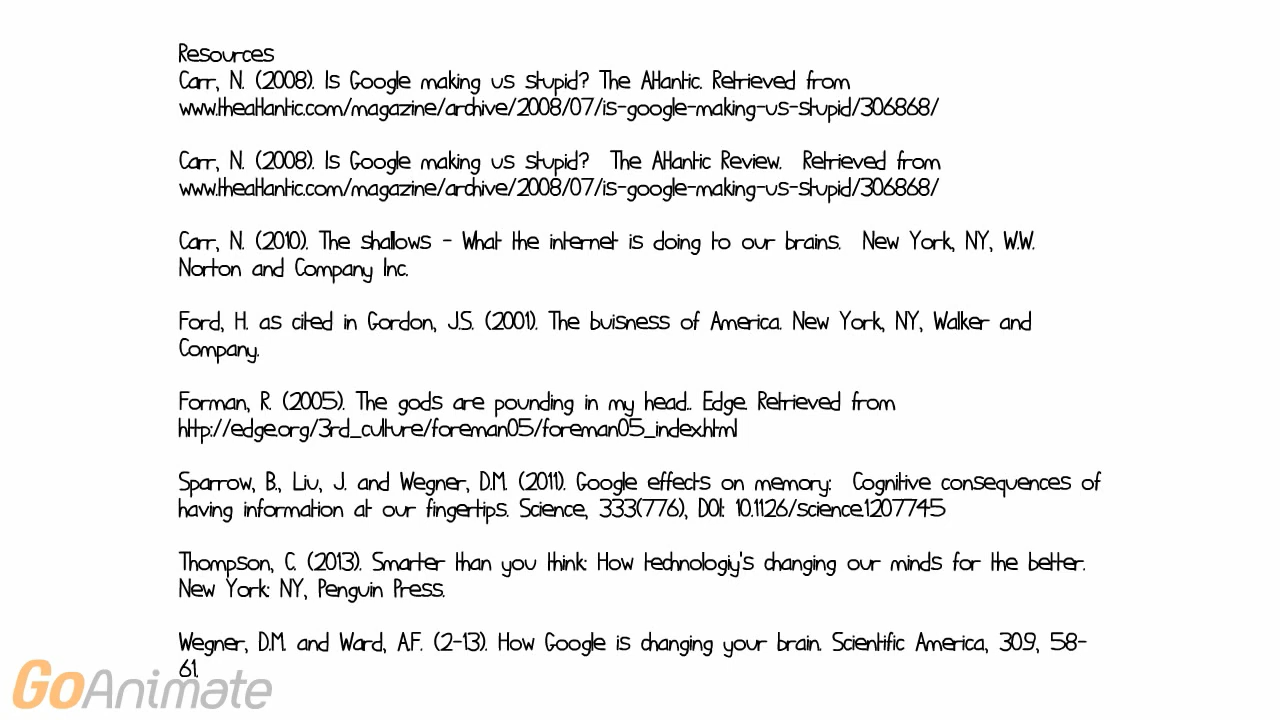 Resources
Carr, N. (2008). Is Google making us stupid? The Atlantic. Retrieved from
www.theatlantic.com/magazine/archive/2008/07/is-google-making-us-stupid/306868/
Carr, N. (2008). Is Google making us stupid? The Atlantic Review. Retrieved from
www.theatlantic.com/magazine/archive/2008/07/is-google-making-us-stupid/306868/
Carr, N. (2010). The shallows - What the internet is doing to our brains. New York, NY, W.W.
Norton and Company Inc.
Ford, H. as cited in Gordon, J.S. (2001). The buisness of America. New York, NY, Walker and
Company.
Forman, R. (2005). The gods are pounding in my head.. Edge. Retrieved from
http://edge.org/3rd_culture/foreman05/foreman05_index.html
Sparrow, B., Liu, J. and Wegner, D.M. (2011). Google effects on memory: Cognitive consequences of
having information at our fingertips. Science, 333(776), DOI: 10.1126/science.1207745
Thompson, C. (2013). Smarter than you think: How technologiy's changing our minds for the better.
New York: NY, Penguin Press.
Wegner, D.M. and Ward, A.F. (2-13). How Google is changing your brain. Scientific America, 309, 58-
61.
GoAnimate